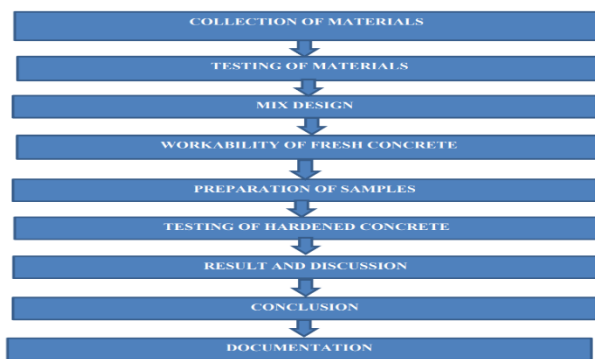 COLLECTION OF MATERIALS
TESTING OF MATERIALS
MIX DESIGN
WORKABILITY OF FRESH CONCRETE
PREPARATION OF SAMPLES
TESTING OF HARDENED CONCRETE
RESULT AND DISCUSSION
CONCLUSION
DOCUMENTATION